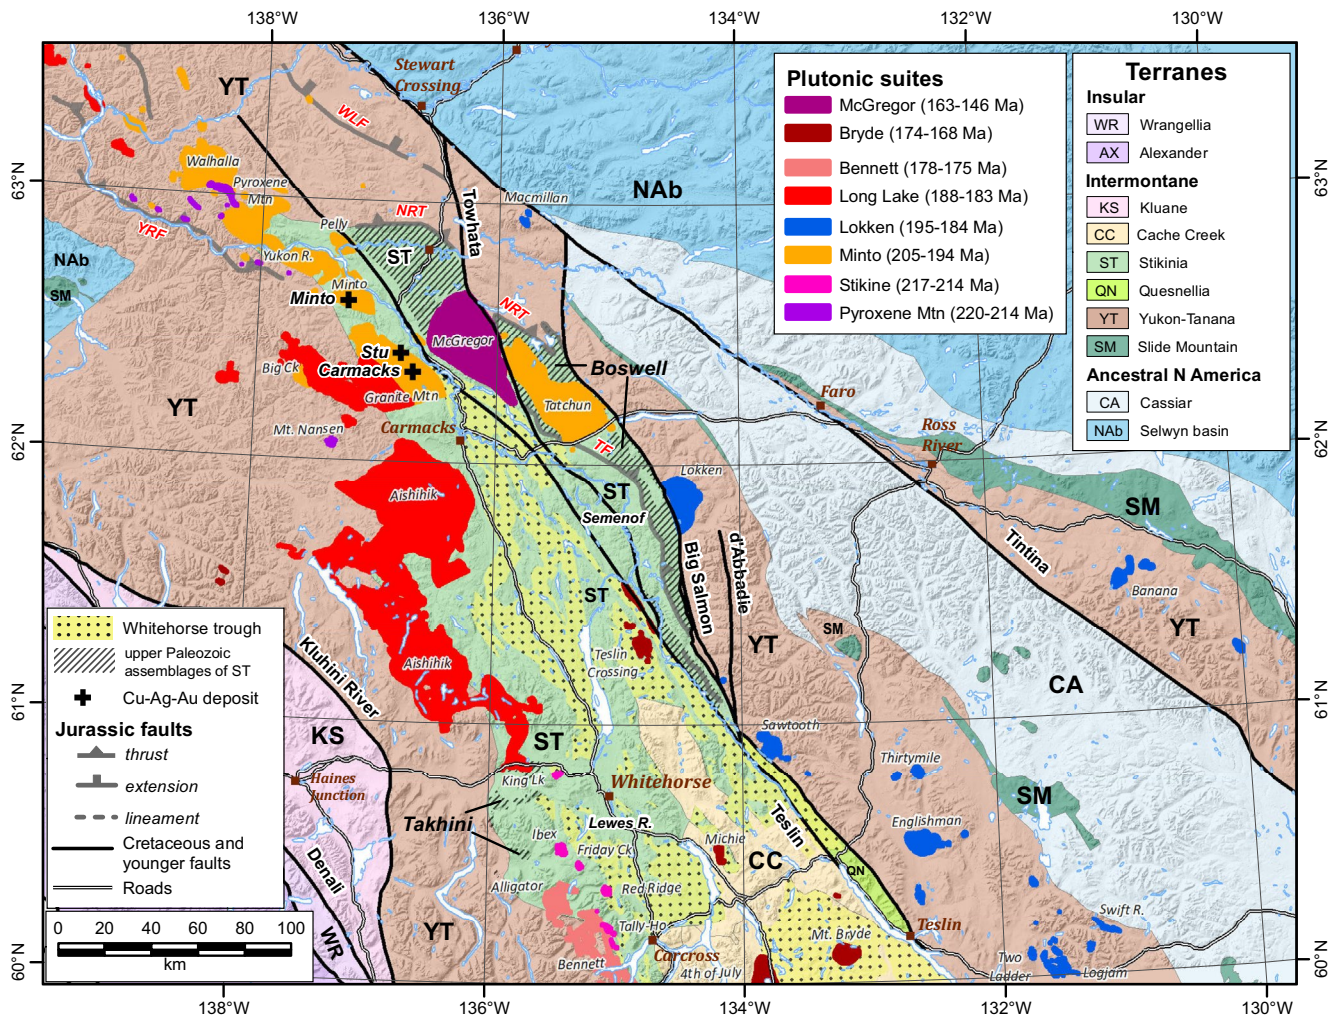 138°W
136°W
134°W
132°W
130°W
63°N
62°N
61°N
60°N
63°N
62°N
61°N
60°N
138°W
136°W
134°W
132°W
130°W
Plutonic suites
McGregor (163-146 Ma)
Bryde (174-168 Ma)
Bennett (178-175 Ma)
Long Lake (188-183 Ma)
Lokken (195-184 Ma)
Minto (205-194 Ma)
Stikine (217-214 Ma)
Pyroxene Mtn (220-214 Ma)
Terranes
Insular
WR Wrangellia
AX Alexander
Intermontane
KS Kluane
CC Cache Creek
ST Stikinia
QN Quesnellia
YT Yukon-Tanana
SM Slide Mountain
Ancestral N America
CA Cassiar
NAb Selwyn basin
Whitehorse trough
upper Paleozoic
assemblages of ST
Cu-Ag-Au deposit
Jurassic faults
thrust
extension
lineament
Cretaceous and
younger faults
Roads
0 20 40 60 80 100
km
Stewart
Crossing
YT
WLF
Walhalla
Pyroxene
Mtn
YRF
NAb
SM
Pelly
NRT
Towhata
Macmillan
NAb
ST
Yukon R.
Minto
Minto
NRT
McGregor
Stu
Carmacks
Big Ck
Granite Mtn
Boswell
Tatchun
YT
Mt. Nansen
Carmacks
TF
Faro
Ross
River
Aishihik
Lokken
ST
Semenof
SM
Tintina
Big Salmon
d'Abbadie
Banana
YT
ST
YT
SM
Teslin
Crossing
Kluhini River
Aishihik
CA
KS
ST
Sawtooth
Thirtymile
SM
Haines
Junction
King Lk
Whitehorse
Takhini
Lewes R.
Teslin
Ibex
Friday Ck
Michie
CC
Englishman
QN
Denali
Alligator
Red Ridge
WR
YT
Tally-Ho
Carcross
Bennett
4th of July
Mt. Bryde
Teslin
Swift R.
Two
Ladder
Logjam